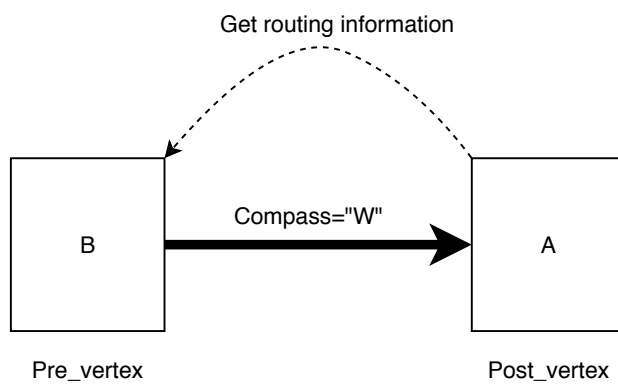 Get routing information
Compass="W"
B
A
Pre_vertex
Post_vertex